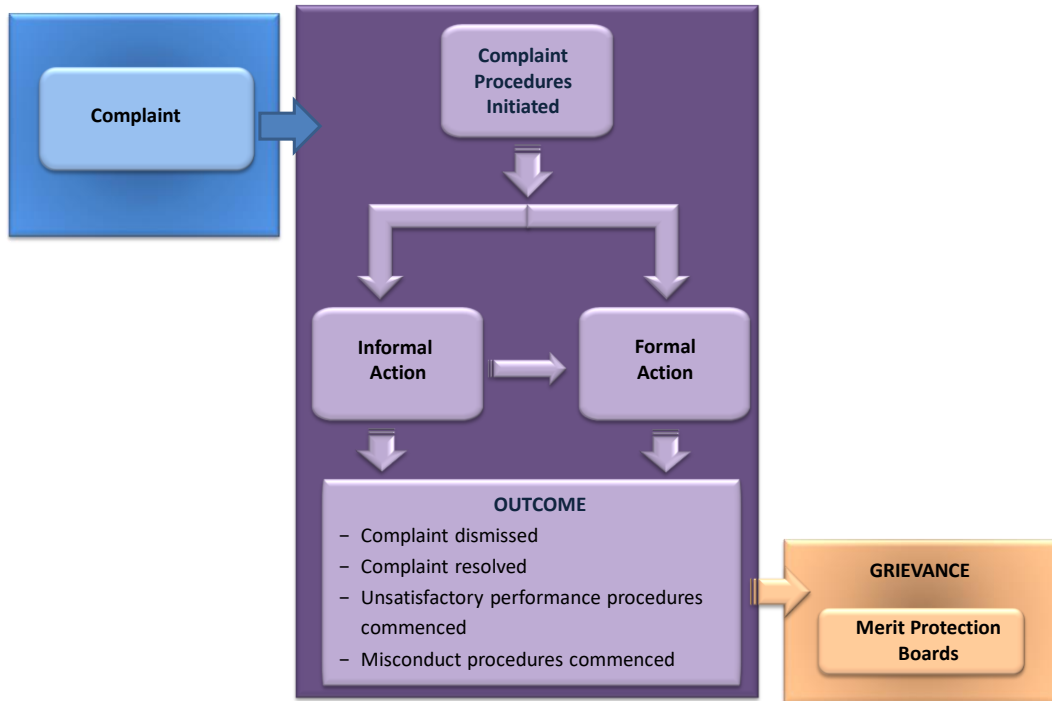 Complaint
Complaint
Procedures
Initiated
Informal
Action
Formal
Action
OUTCOME
− Complaint dismissed
− Complaint resolved
− Unsatisfactory performance procedures
commenced
− Misconduct procedures commenced
GRIEVANCE
Merit Protection
Boards